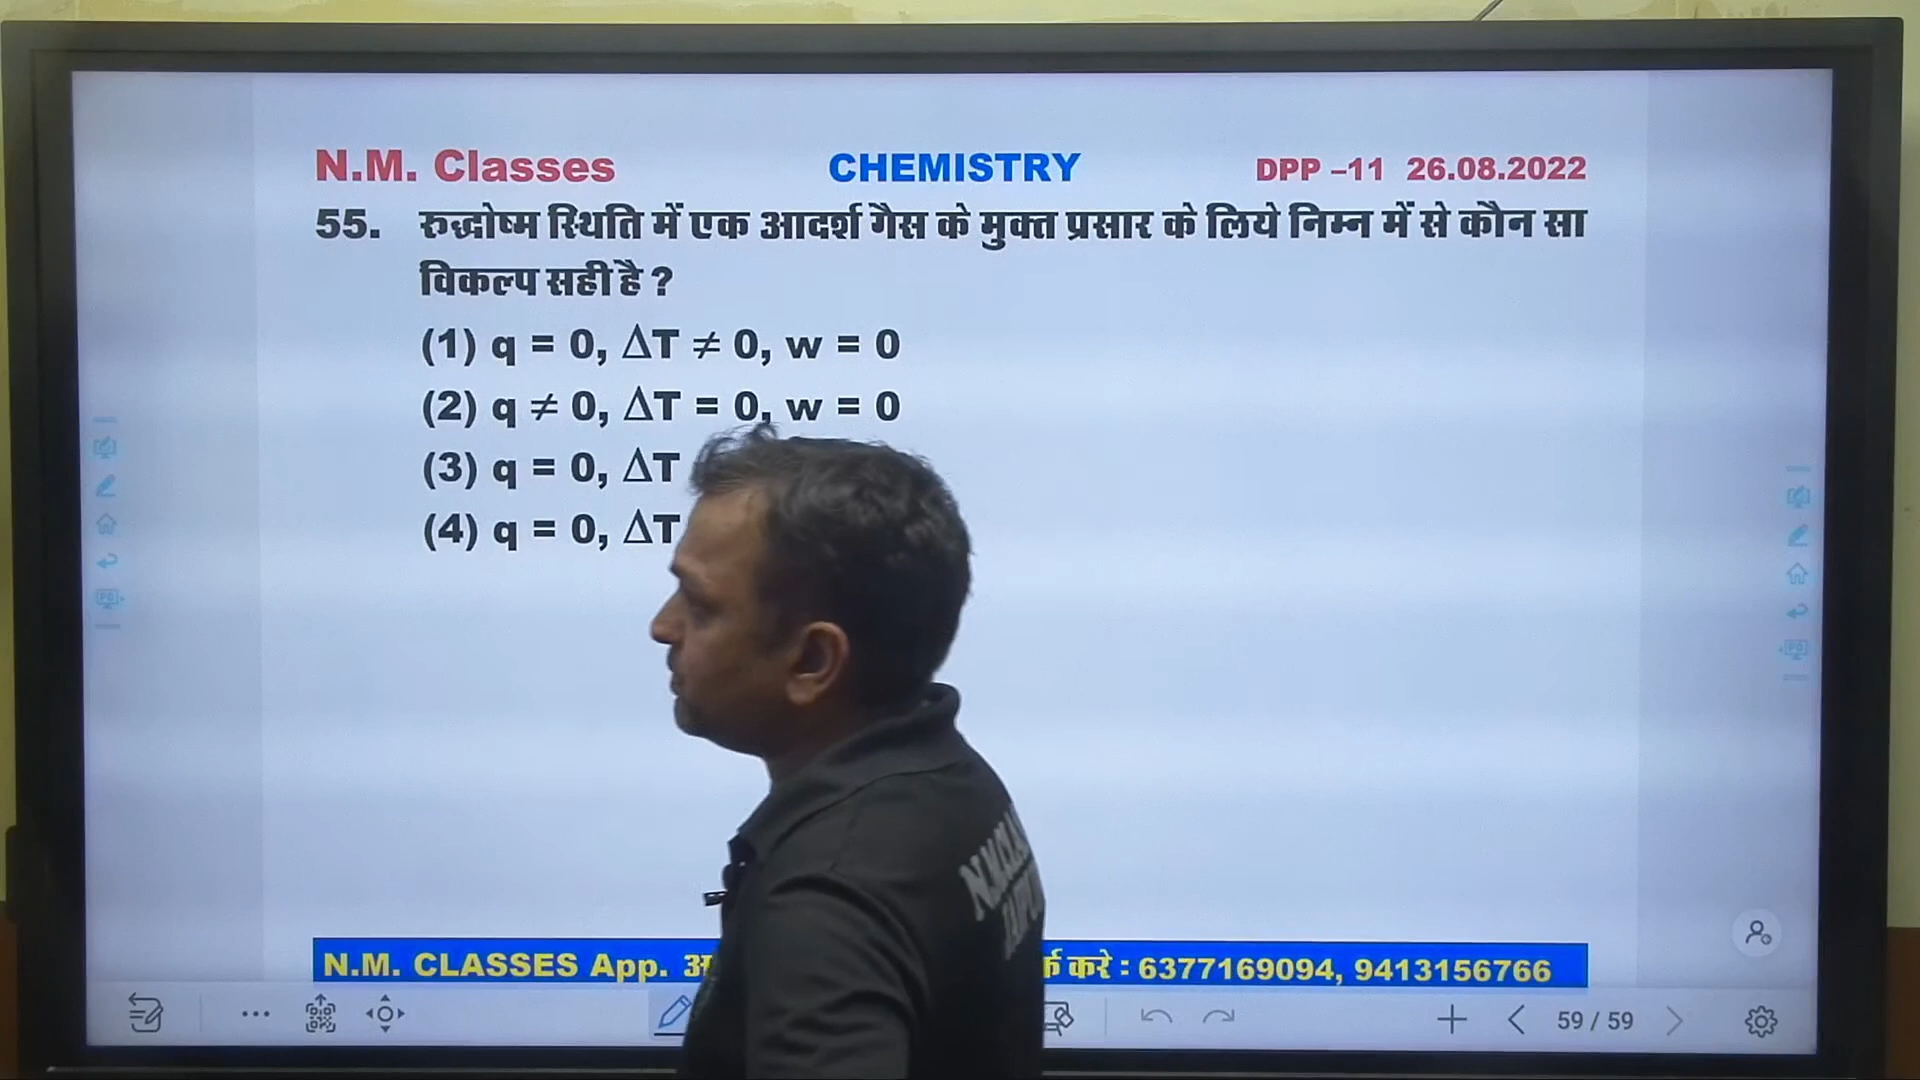 N.M. Classes CHEMISTRY DPP –11 26.08.2022
55. रुद्धोष्म स्थिति में एक आदर्श गैस के मुक्त प्रसार के लिये निम्न में से कौन सा
विकल्प सही है ?
(1) q = 0, ΔT ≠ 0, w = 0
(2) q ≠ 0, ΔT = 0, w = 0
(3) q = 0, ΔT
(4) q = 0, ΔT
N.M. CLASSES App. करे : 6377169094, 9413156766
59 / 59